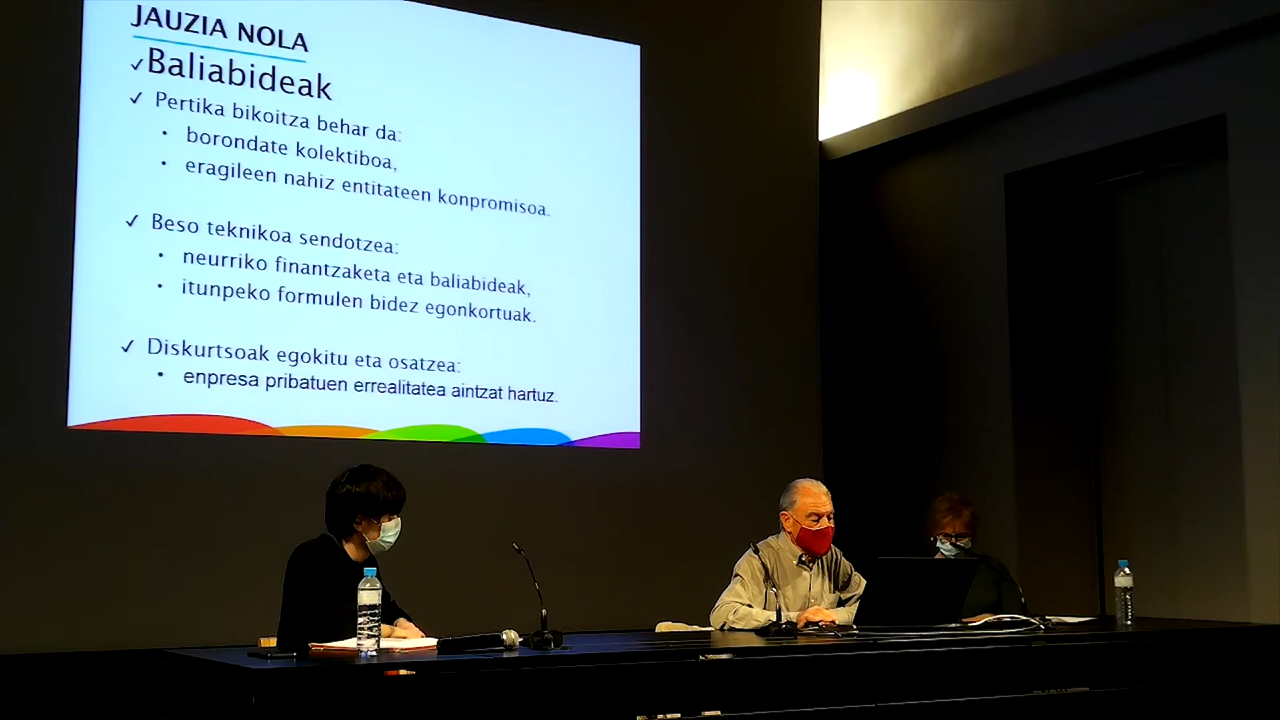 JAUZIA NOLA
✓Baliabideak
✓ Pertika bikoitza behar da:
• borondate kolektiboa,
• eragileen nahiz entitateen konpromisoa.
✓ Beso teknikoa sendotzea:
• neurriko finantzaketa eta baliabideak,
• itunpeko formulen bidez egonkortuak.
✓ Diskurtsoak egokitu eta osatzea:
• enpresa pribatuen errealitatea aintzat hartuz.